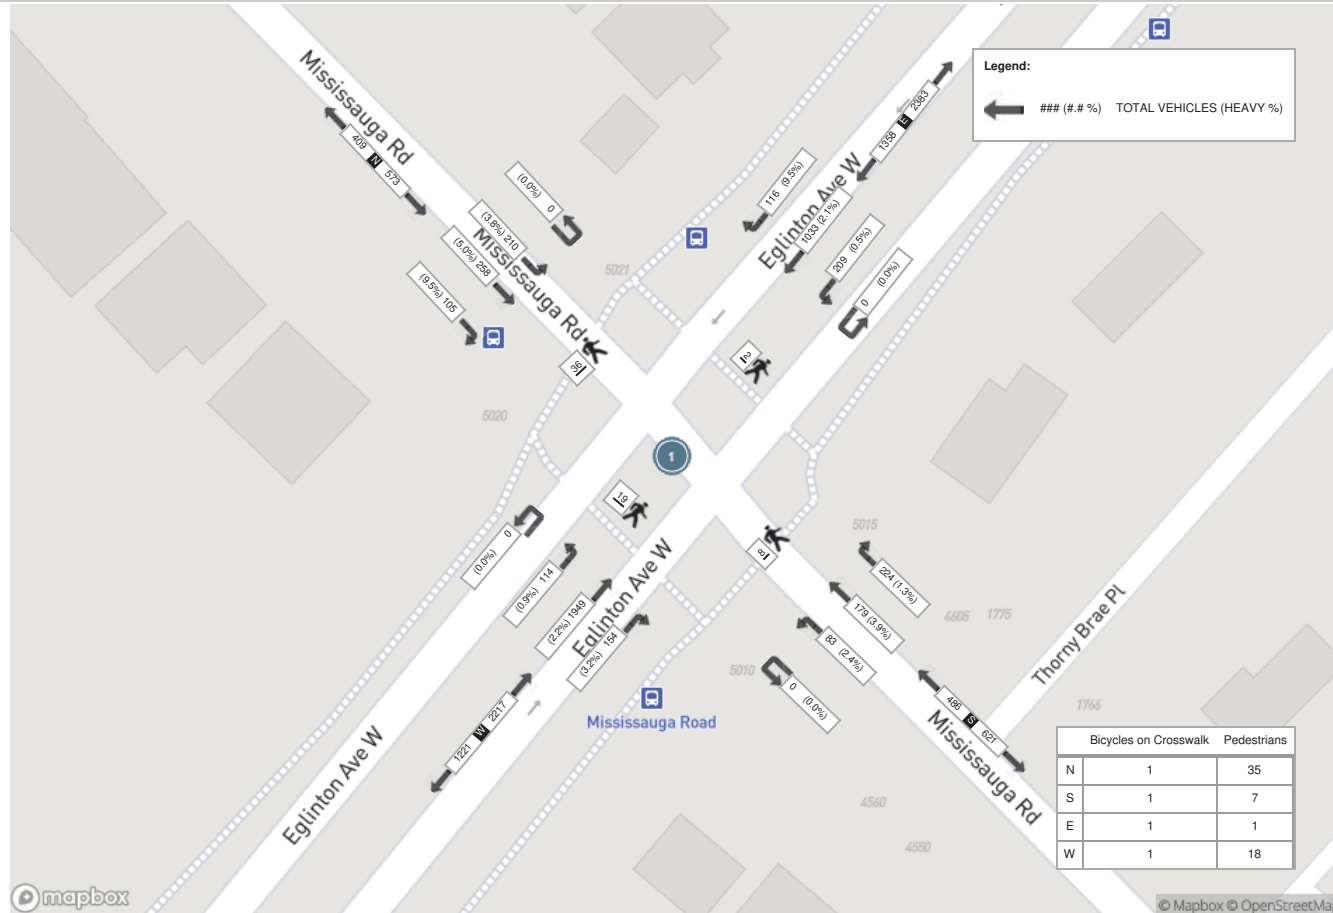 Legend:
### (#.# %) TOTAL VEHICLES (HEAVY %)
Mississauga Rd
409 N 573
(0.0%) 0
(3.8%) 210
(5.0%) 258
(9.5%) 105
Mississauga Rd
1358 E 2383
Eglinton Ave W
116 (9.5%)
1033 (2.1%)
209 (0.5%)
0 (0.0%)
5021
5020
36
2
1
19
8
(0.0%) 0
(0.9%) 114
(2.2%) 1949
(3.2%) 154
Eglinton Ave W
1221 W 2217
Eglinton Ave W
Mississauga Road
5015
224 (1.3%)
179 (3.9%)
83 (2.4%)
0 (0.0%)
5010
4605
1775
Thorny Brae Pl
1766
486 S 621
Mississauga Rd
4560
4550
Bicycles on Crosswalk Pedestrians
N 1 35
S 1 7
E 1 1
W 1 18
mapbox
© Mapbox © OpenStreetMa